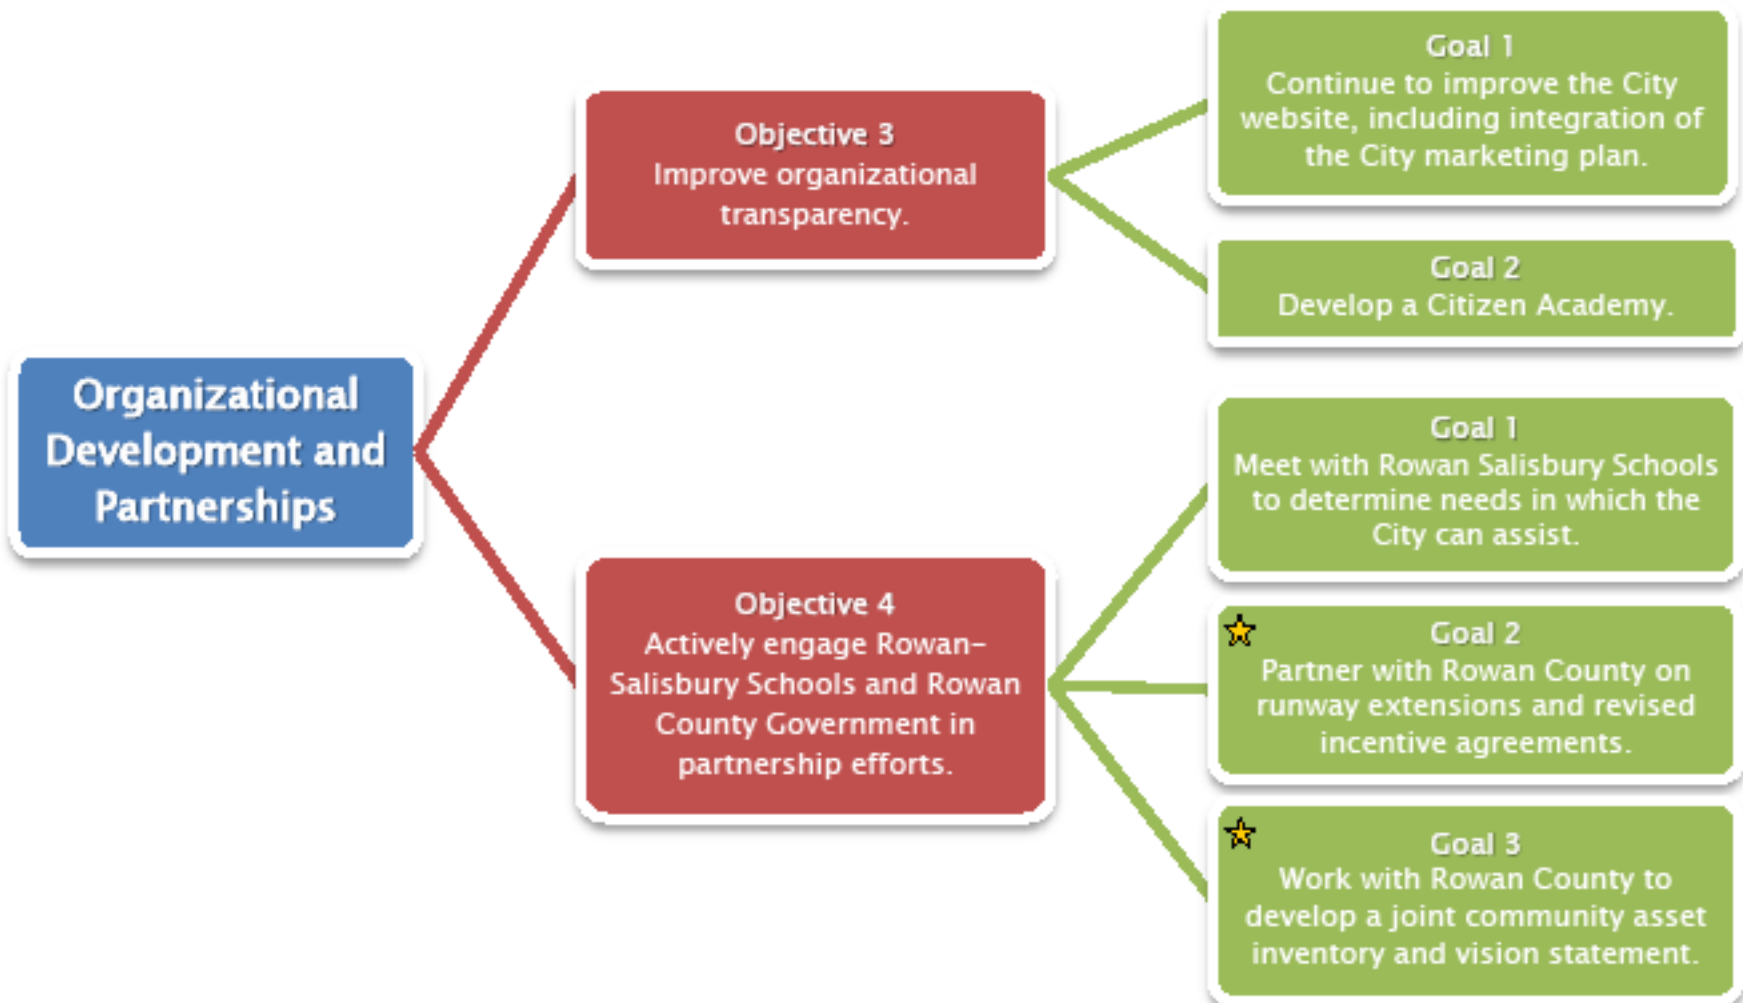 Organizational
Development and
Partnerships
Objective 3
Improve organizational
transparency.
Goal 1
Continue to improve the City
website, including integration of
the City marketing plan.
Goal 2
Develop a Citizen Academy.
Objective 4
Actively engage Rowan-
Salisbury Schools and Rowan
County Government in
partnership efforts.
Goal 1
Meet with Rowan Salisbury Schools
to determine needs in which the
City can assist.
Goal 2
Partner with Rowan County on
runway extensions and revised
incentive agreements.
Goal 3
Work with Rowan County to
develop a joint community asset
inventory and vision statement.